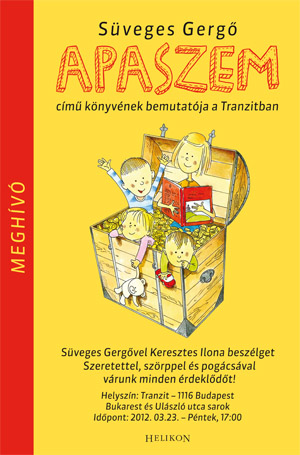 MEGHÍVÓ
Süveges Gergő
APASZEM
című könyvének bemutatója a Tranzitban
Süveges Gergővel Keresztes Ilona beszélget
Szeretettel, szörppel és pogácsával
várunk minden érdeklődőt!
Helyszín: Tranzit – 1116 Budapest
Bukarest és Ulászló utca sarok
Időpont: 2012. 03.23. – Péntek, 17:00
HELIKON